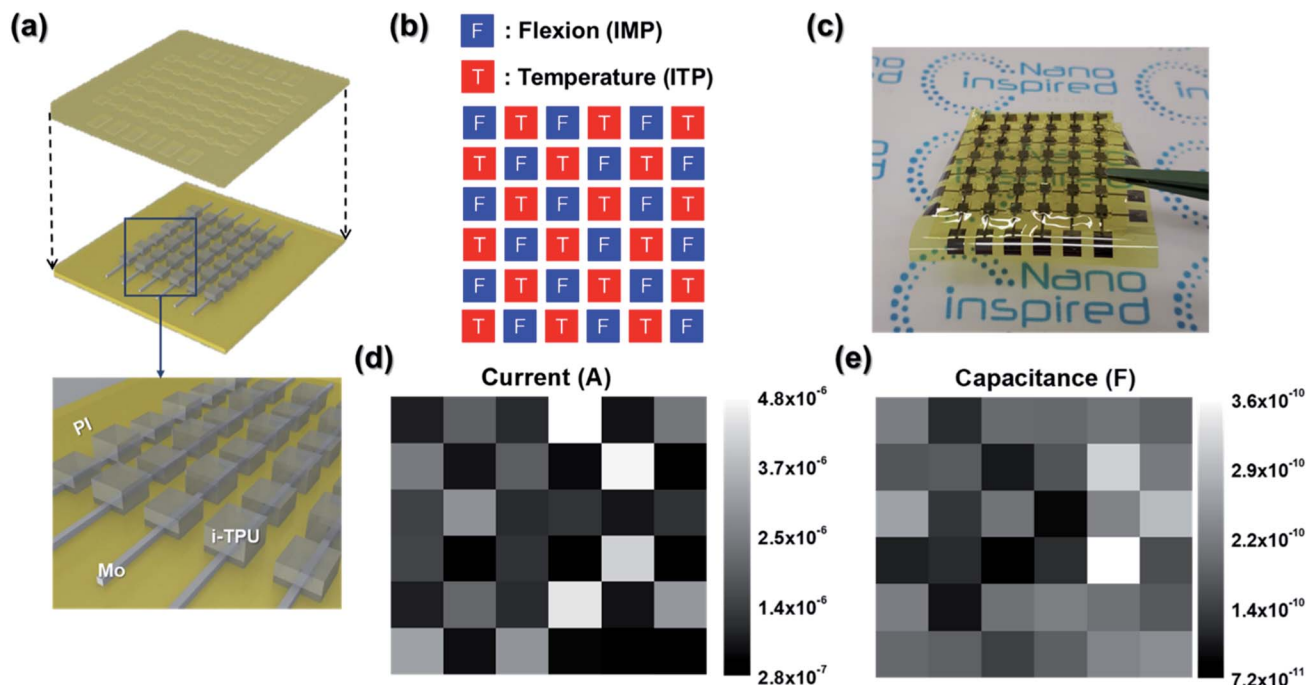 (a)
PI
i-TPU
Mo
(b)
F : Flexion (IMP)
T : Temperature (ITP)
F T F T F T
T F T F T F
F T F T F T
T F T F T F
F T F T F T
T F T F T F
(c)
Nano
inspired
Nano
inspired
(d)
Current (A)
4.8x10⁻⁶
3.7x10⁻⁶
2.5x10⁻⁶
1.4x10⁻⁶
2.8x10⁻⁷
(e)
Capacitance (F)
3.6x10⁻¹⁰
2.9x10⁻¹⁰
2.2x10⁻¹⁰
1.4x10⁻¹⁰
7.2x10⁻¹¹